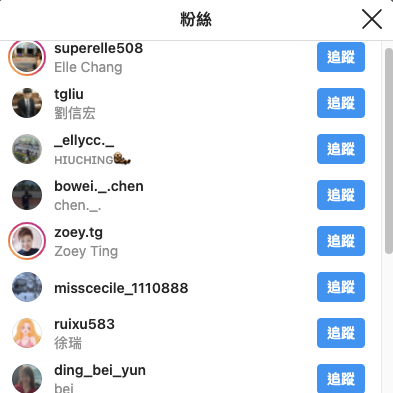 粉絲
superelle508
追蹤
Elle Chang
tgliu
追蹤
劉信宏
_ellycc._
追蹤
HIUCHING🦦
bowei._.chen
追蹤
chen._.
zoey.tg
追蹤
Zoey Ting
misscecile_1110888
追蹤
ruixu583
追蹤
徐瑞
ding_bei_yun
追蹤
bei